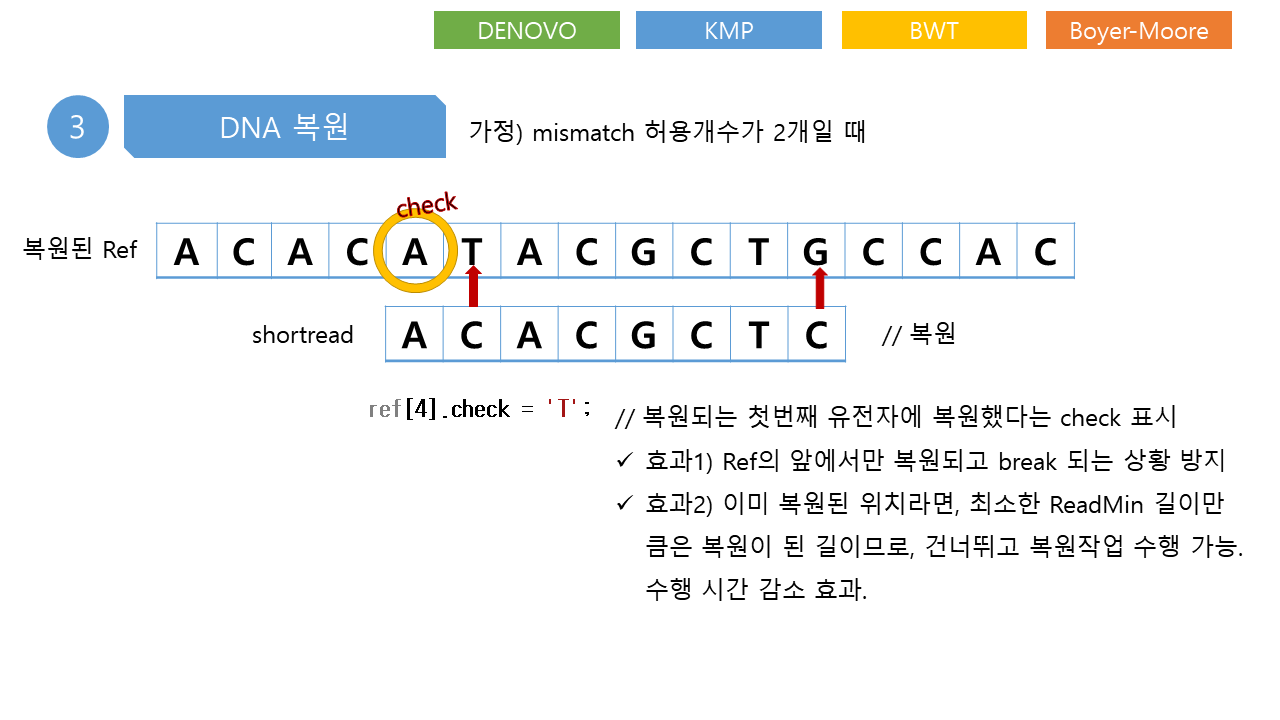 DENOVO KMP BWT Boyer-Moore
3 DNA 복원 가정) mismatch 허용개수가 2개일 때
check
복원된 Ref A C A C A T A C G C T G C C A C
shortread A C A C G C T C // 복원
ref[4].check = 'T';
// 복원되는 첫번째 유전자에 복원했다는 check 표시
✓ 효과1) Ref의 앞에서만 복원되고 break 되는 상황 방지
✓ 효과2) 이미 복원된 위치라면, 최소한 ReadMin 길이만
큼은 복원이 된 길이므로, 건너뛰고 복원작업 수행 가능.
수행 시간 감소 효과.